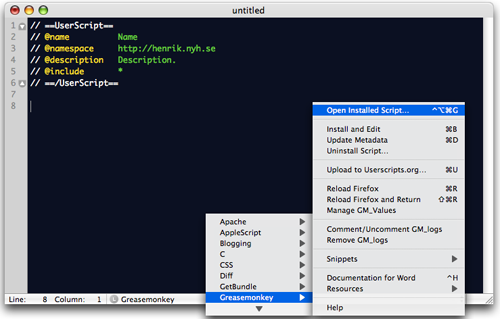 untitled
1 // ==UserScript==
2 // @name Name
3 // @namespace http://henrik.nyh.se
4 // @description Description.
5 // @include *
6 // ==/UserScript==
7
8
Open Installed Script... ^⌥⌘G
Install and Edit ⌘B
Update Metadata ⌘D
Uninstall Script...
Upload to Userscripts.org... ⌘U
Reload Firefox ⌘R
Reload Firefox and Return ⇧⌘R
Manage GM_Values
Comment/Uncomment GM_logs
Remove GM_logs
Snippets
Documentation for Word ^H
Resources
Help
Apache
AppleScript
Blogging
C
CSS
Diff
GetBundle
Greasemonkey
Line: 8 Column: 1 Greasemonkey